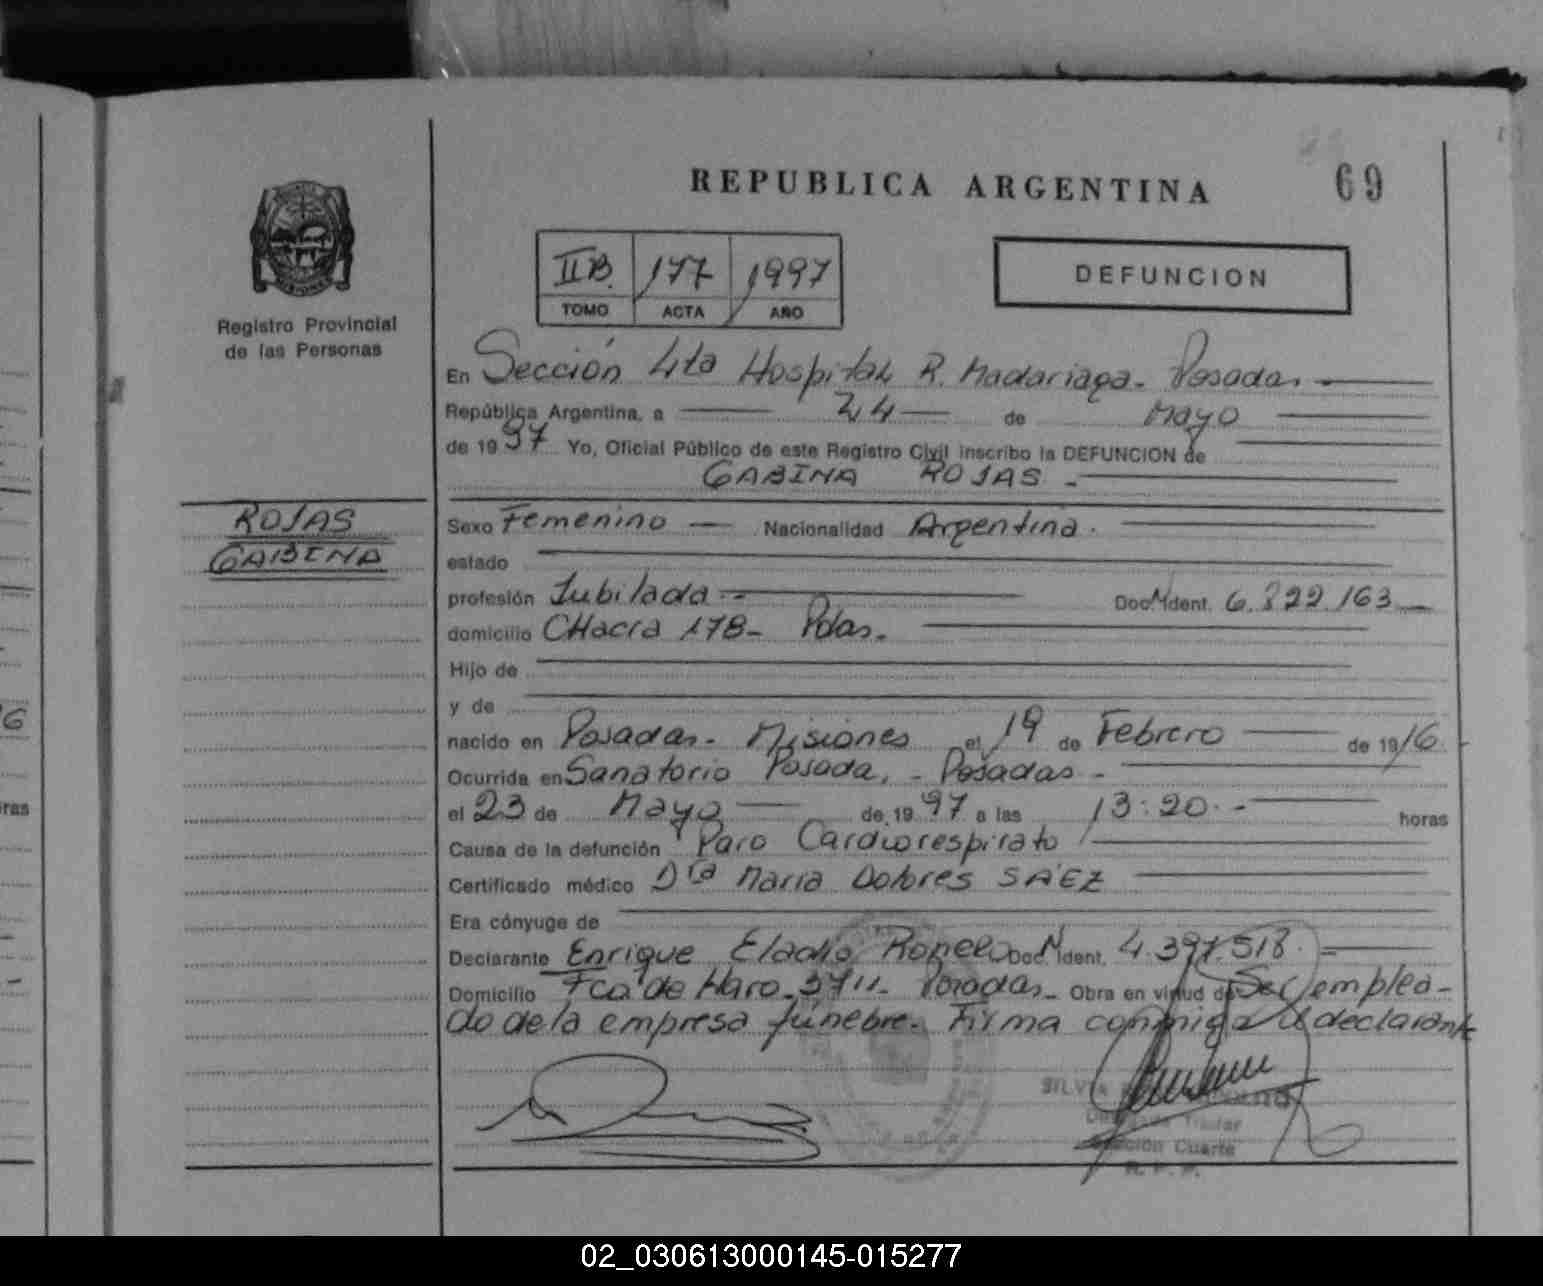 REPUBLICA ARGENTINA
69
IIB. 177 1997
TOMO ACTA AÑO
DEFUNCION
Registro Provincial
de las Personas
En Sección 4ta Hospital R. Madariaga - Posadas
República Argentina, a 24 de Mayo
de 1997 Yo, Oficial Público de este Registro Civil inscribo la DEFUNCION de
GABINA ROJAS
ROJAS
GABINA
Sexo Femenino Nacionalidad Argentina
estado
profesión Jubilada Doc. Ident. 6.822.163
domicilio CHacra 178 - Pdas.
Hijo de
y de
nacido en Posadas - Misiones el 19 de Febrero de 1916
Ocurrida en Sanatorio Posadas, - Posadas -
el 23 de Mayo de 1997 a las 13:20 - horas
Causa de la defunción Paro Cardiorespirato
Certificado médico Dra Maria Dolores SAEZ
Era cónyuge de
Declarante Enrique Eladio Doc Ident. 4.397.518
Domicilio Fco de Haro - 3711 - Posadas - Obra en virtud de Ser emplea-
do de la empresa fúnebre. Firma conmigo el declarante
SILVIA
Titular
Sección Cuarta
R. P. P.
02_030613000145-015277